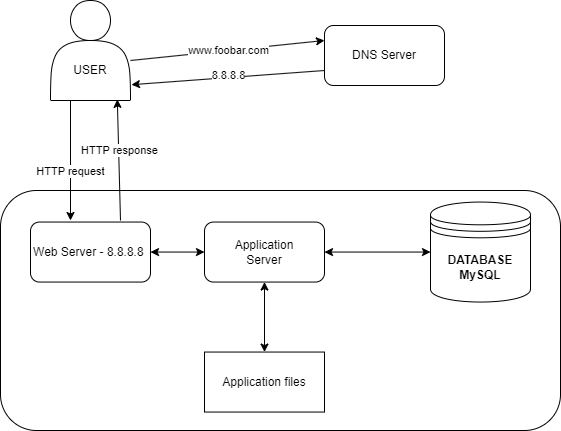 USER
www.foobar.com
DNS Server
8.8.8.8
HTTP response
HTTP request
Web Server - 8.8.8.8
Application
Server
DATABASE
MySQL
Application files